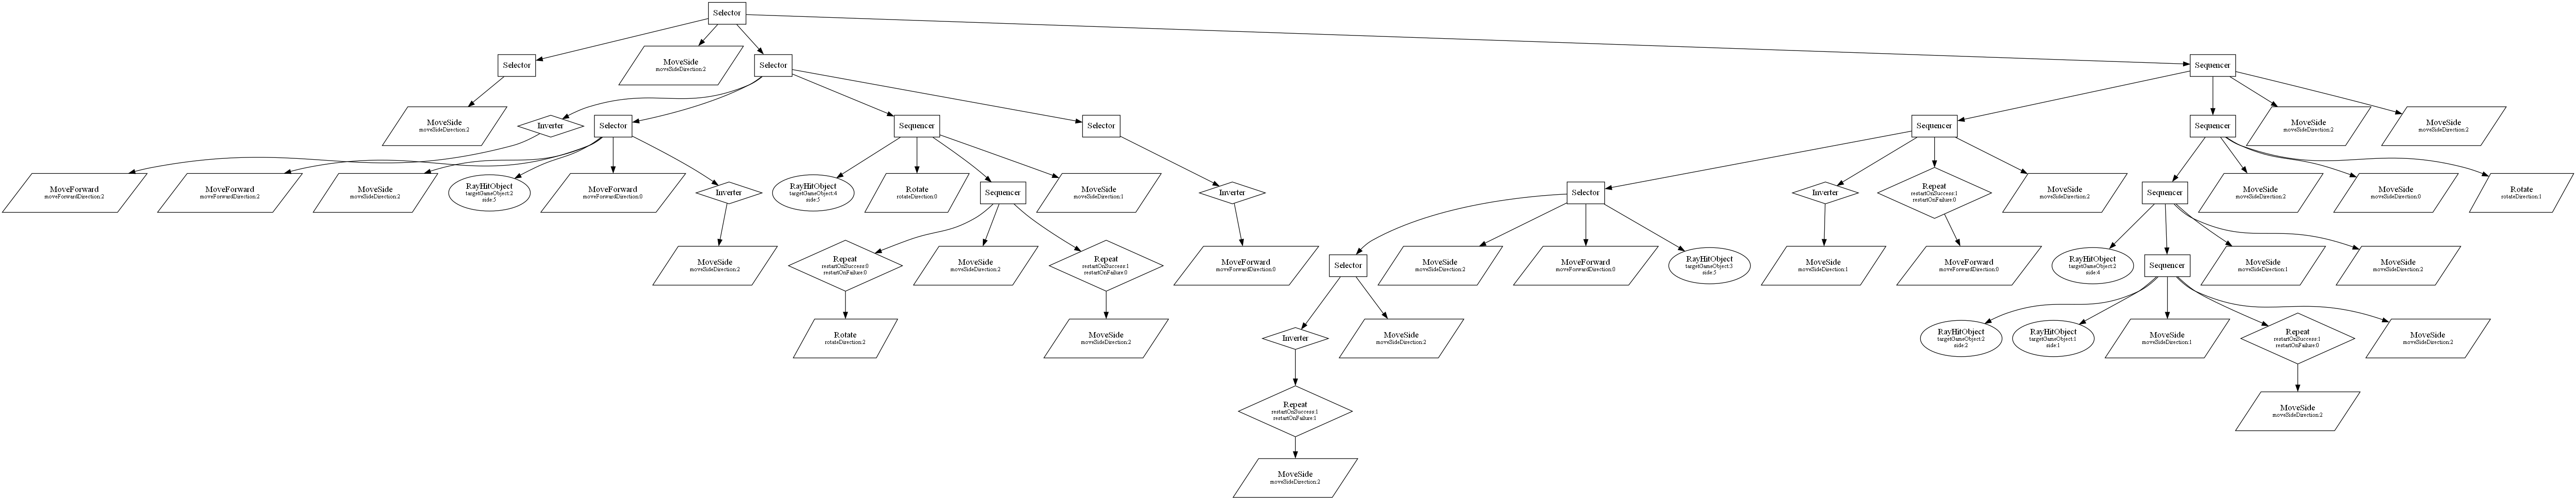 Selector
Selector
MoveSide
moveSideDirection:2
Selector
Sequencer
MoveSide
moveSideDirection:2
Inverter
Selector
Sequencer
Selector
Sequencer
Sequencer
MoveSide
moveSideDirection:2
MoveSide
moveSideDirection:2
MoveForward
moveForwardDirection:2
MoveForward
moveForwardDirection:2
MoveSide
moveSideDirection:2
RayHitObject
targetGameObject:2
side:5
MoveForward
moveForwardDirection:0
Inverter
RayHitObject
targetGameObject:4
side:5
Rotate
rotateDirection:0
Sequencer
MoveSide
moveSideDirection:1
Inverter
Selector
Inverter
Repeat
restartOnSuccess:1
restartOnFailure:0
MoveSide
moveSideDirection:2
Sequencer
MoveSide
moveSideDirection:2
MoveSide
moveSideDirection:0
Rotate
rotateDirection:1
MoveSide
moveSideDirection:2
Repeat
restartOnSuccess:0
restartOnFailure:0
MoveSide
moveSideDirection:2
Repeat
restartOnSuccess:1
restartOnFailure:0
MoveForward
moveForwardDirection:0
Selector
MoveSide
moveSideDirection:2
MoveForward
moveForwardDirection:0
RayHitObject
targetGameObject:3
side:5
MoveSide
moveSideDirection:1
MoveForward
moveForwardDirection:0
RayHitObject
targetGameObject:2
side:4
Sequencer
MoveSide
moveSideDirection:1
MoveSide
moveSideDirection:2
Rotate
rotateDirection:2
MoveSide
moveSideDirection:2
Inverter
MoveSide
moveSideDirection:2
RayHitObject
targetGameObject:2
side:2
RayHitObject
targetGameObject:1
side:1
MoveSide
moveSideDirection:1
Repeat
restartOnSuccess:1
restartOnFailure:0
MoveSide
moveSideDirection:2
Repeat
restartOnSuccess:1
restartOnFailure:1
MoveSide
moveSideDirection:2
MoveSide
moveSideDirection:2